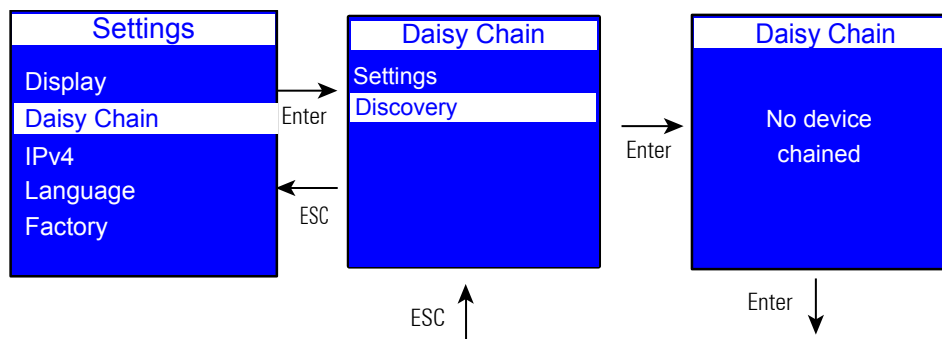 Settings
Display
Daisy Chain
IPv4
Language
Factory
Enter
ESC
Daisy Chain
Settings
Discovery
Enter
Daisy Chain
No device
chained
ESC
Enter